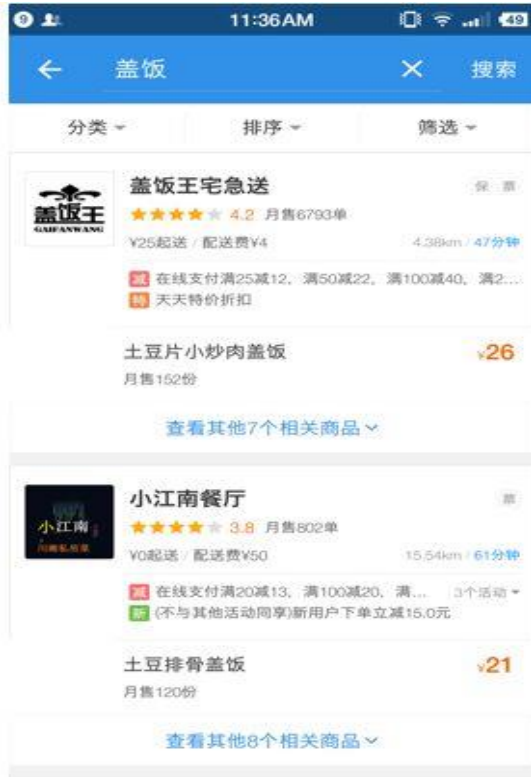 9 11:36AM 49
盖饭 搜索
分类 排序 筛选
盖饭王
GAIFANWANG
盖饭王宅急送 保 票
4.2 月售6793单
¥25起送 / 配送费¥4 4.38km / 47分钟
减 在线支付满25减12，满50减22，满100减40，满2...
特 天天特价折扣
土豆片小炒肉盖饭 ¥26
月售152份
查看其他7个相关商品
小江南
小江南餐厅 票
3.8 月售802单
¥0起送 / 配送费¥50 15.54km / 61分钟
减 在线支付满20减13，满100减20，满... 3个活动
新 (不与其他活动同享)新用户下单立减15.0元
土豆排骨盖饭 ¥21
月售120份
查看其他8个相关商品